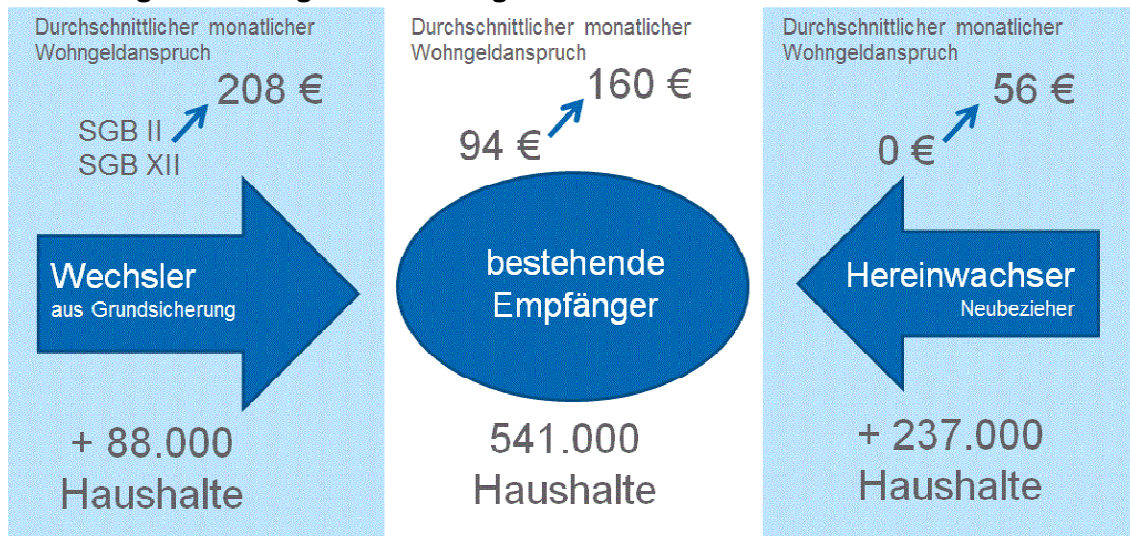 Durchschnittlicher monatlicher
Wohngeldanspruch
208 €
SGB II
SGB XII
Wechsler
aus Grundsicherung
+ 88.000
Haushalte
Durchschnittlicher monatlicher
Wohngeldanspruch
160 €
94 €
bestehende
Empfänger
541.000
Haushalte
Durchschnittlicher monatlicher
Wohngeldanspruch
56 €
0 €
Hereinwachser
Neubezieher
+ 237.000
Haushalte